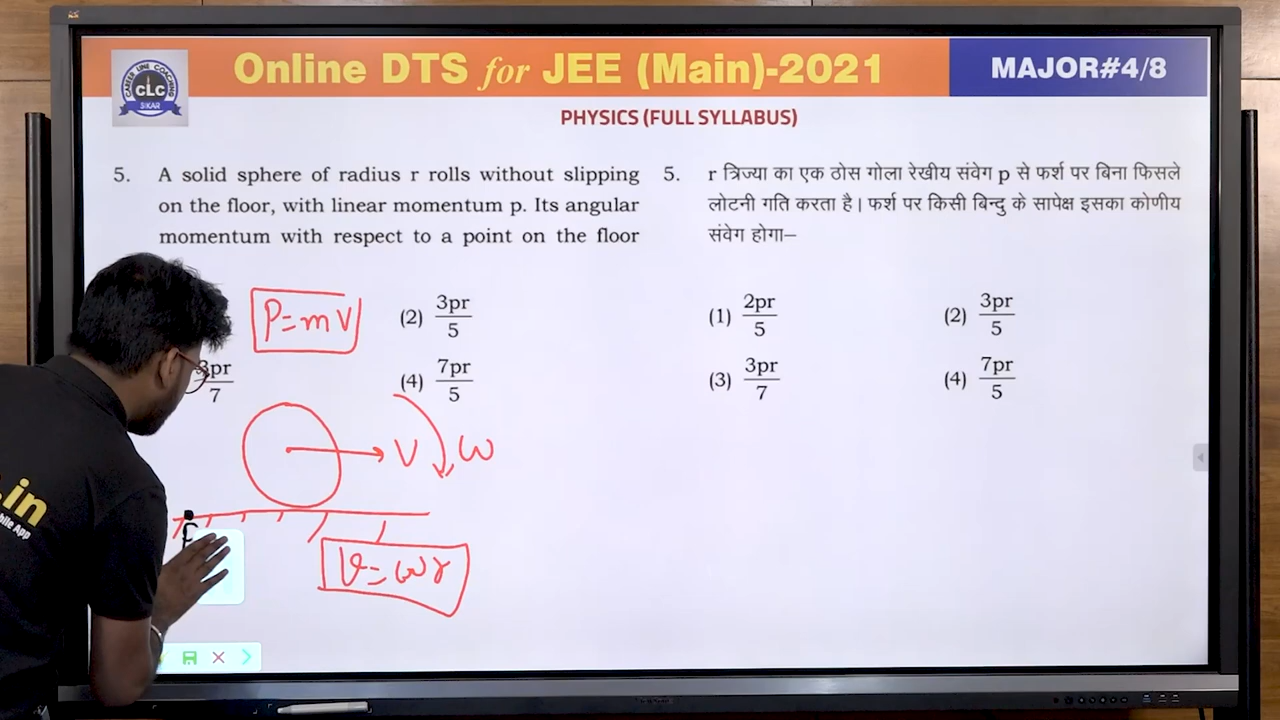 Online DTS for JEE (Main)-2021
MAJOR#4/8
CLC
SIKAR
PHYSICS (FULL SYLLABUS)
5. A solid sphere of radius r rolls without slipping
on the floor, with linear momentum p. Its angular
momentum with respect to a point on the floor
P=mV
(2) 3pr/5
3pr/7
(4) 7pr/5
V
ω
v=ωr
5. r त्रिज्या का एक ठोस गोला रेखीय संवेग p से फर्श पर बिना फिसले
लोटनी गति करता है। फर्श पर किसी बिन्दु के सापेक्ष इसका कोणीय
संवेग होगा–
(1) 2pr/5
(2) 3pr/5
(3) 3pr/7
(4) 7pr/5
.in